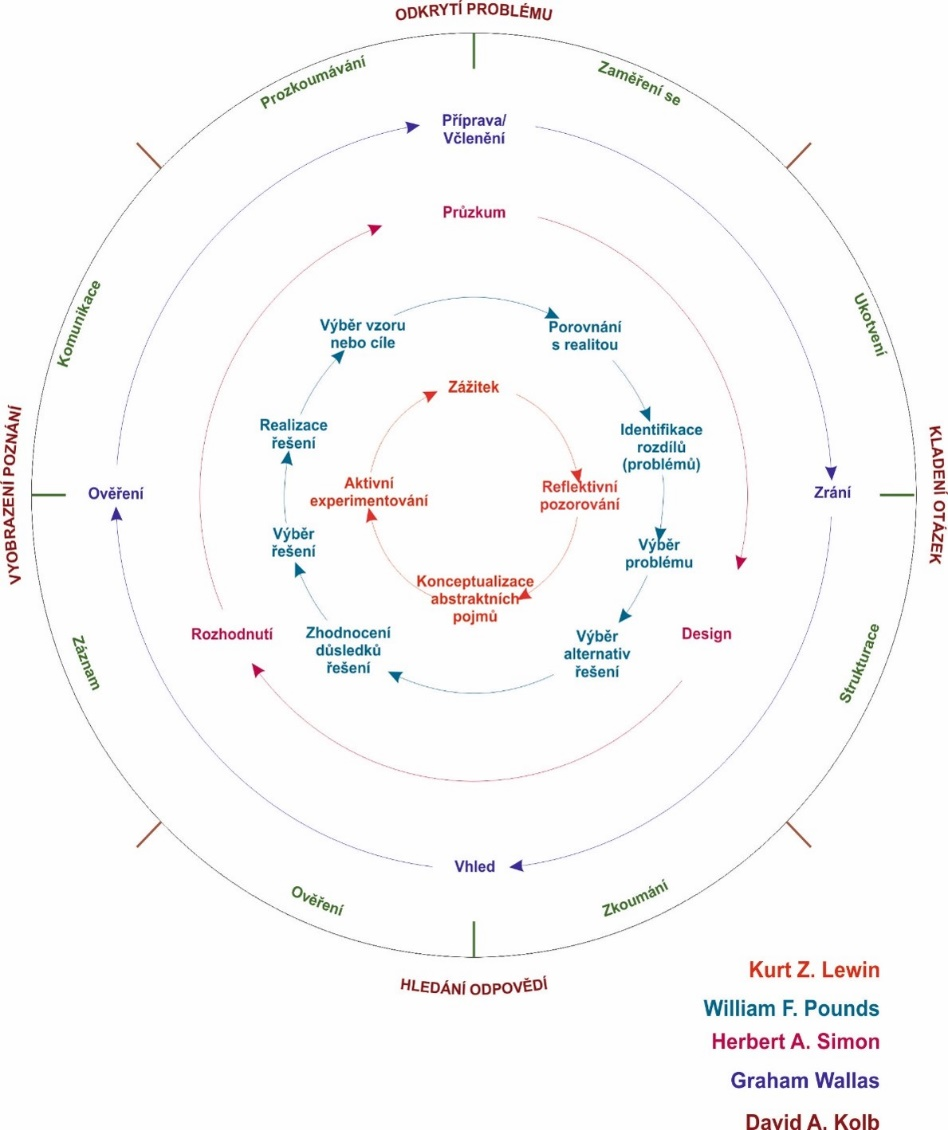 ODKRYTÍ PROBLÉMU
Prozkoumávání
Zaměření se
Příprava/
Včlenění
Průzkum
Komunikace
Ukotvení
Výběr vzoru
nebo cíle
Porovnání
s realitou
Zážitek
Realizace
řešení
Identifikace
rozdílů
(problémů)
VYOBRAZENÍ POZNÁNÍ
KLADENÍ OTÁZEK
Ověření
Aktivní
experimentování
Reflektivní
pozorování
Zrání
Výběr
řešení
Výběr
problému
Konceptualizace
abstraktních
pojmů
Rozhodnutí
Zhodnocení
důsledků
řešení
Výběr
alternativ
řešení
Design
Záznam
Strukturace
Vhled
Ověření
Zkoumání
HLEDÁNÍ ODPOVĚDÍ
Kurt Z. Lewin
William F. Pounds
Herbert A. Simon
Graham Wallas
David A. Kolb